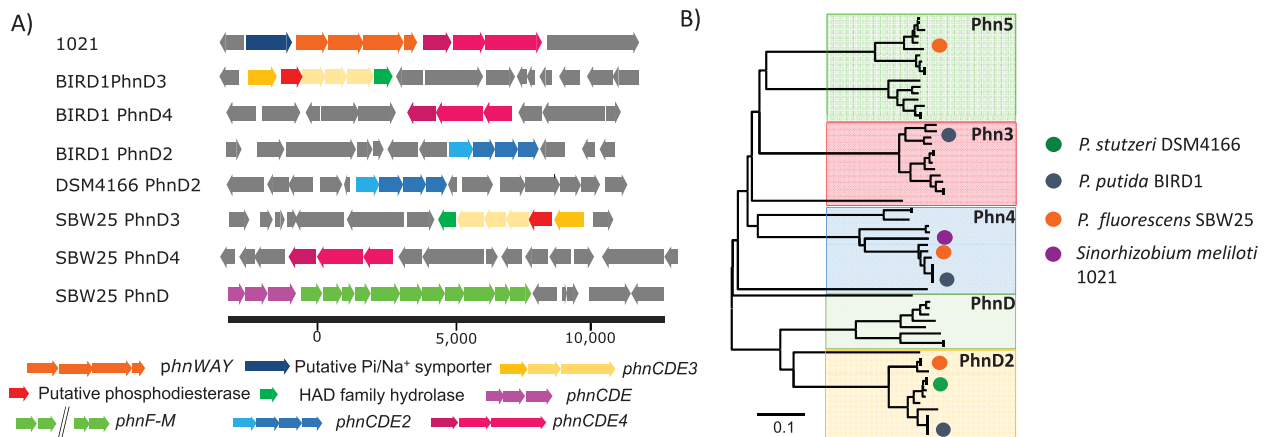 A)
1021
BIRD1PhnD3
BIRD1 PhnD4
BIRD1 PhnD2
DSM4166 PhnD2
SBW25 PhnD3
SBW25 PhnD4
SBW25 PhnD
0 5,000 10,000
phnWAY Putative Pi/Na⁺ symporter phnCDE3
Putative phosphodiesterase HAD family hydrolase phnCDE
phnF-M phnCDE2 phnCDE4
B)
Phn5
Phn3
Phn4
PhnD
PhnD2
0.1
P. stutzeri DSM4166
P. putida BIRD1
P. fluorescens SBW25
Sinorhizobium meliloti
1021